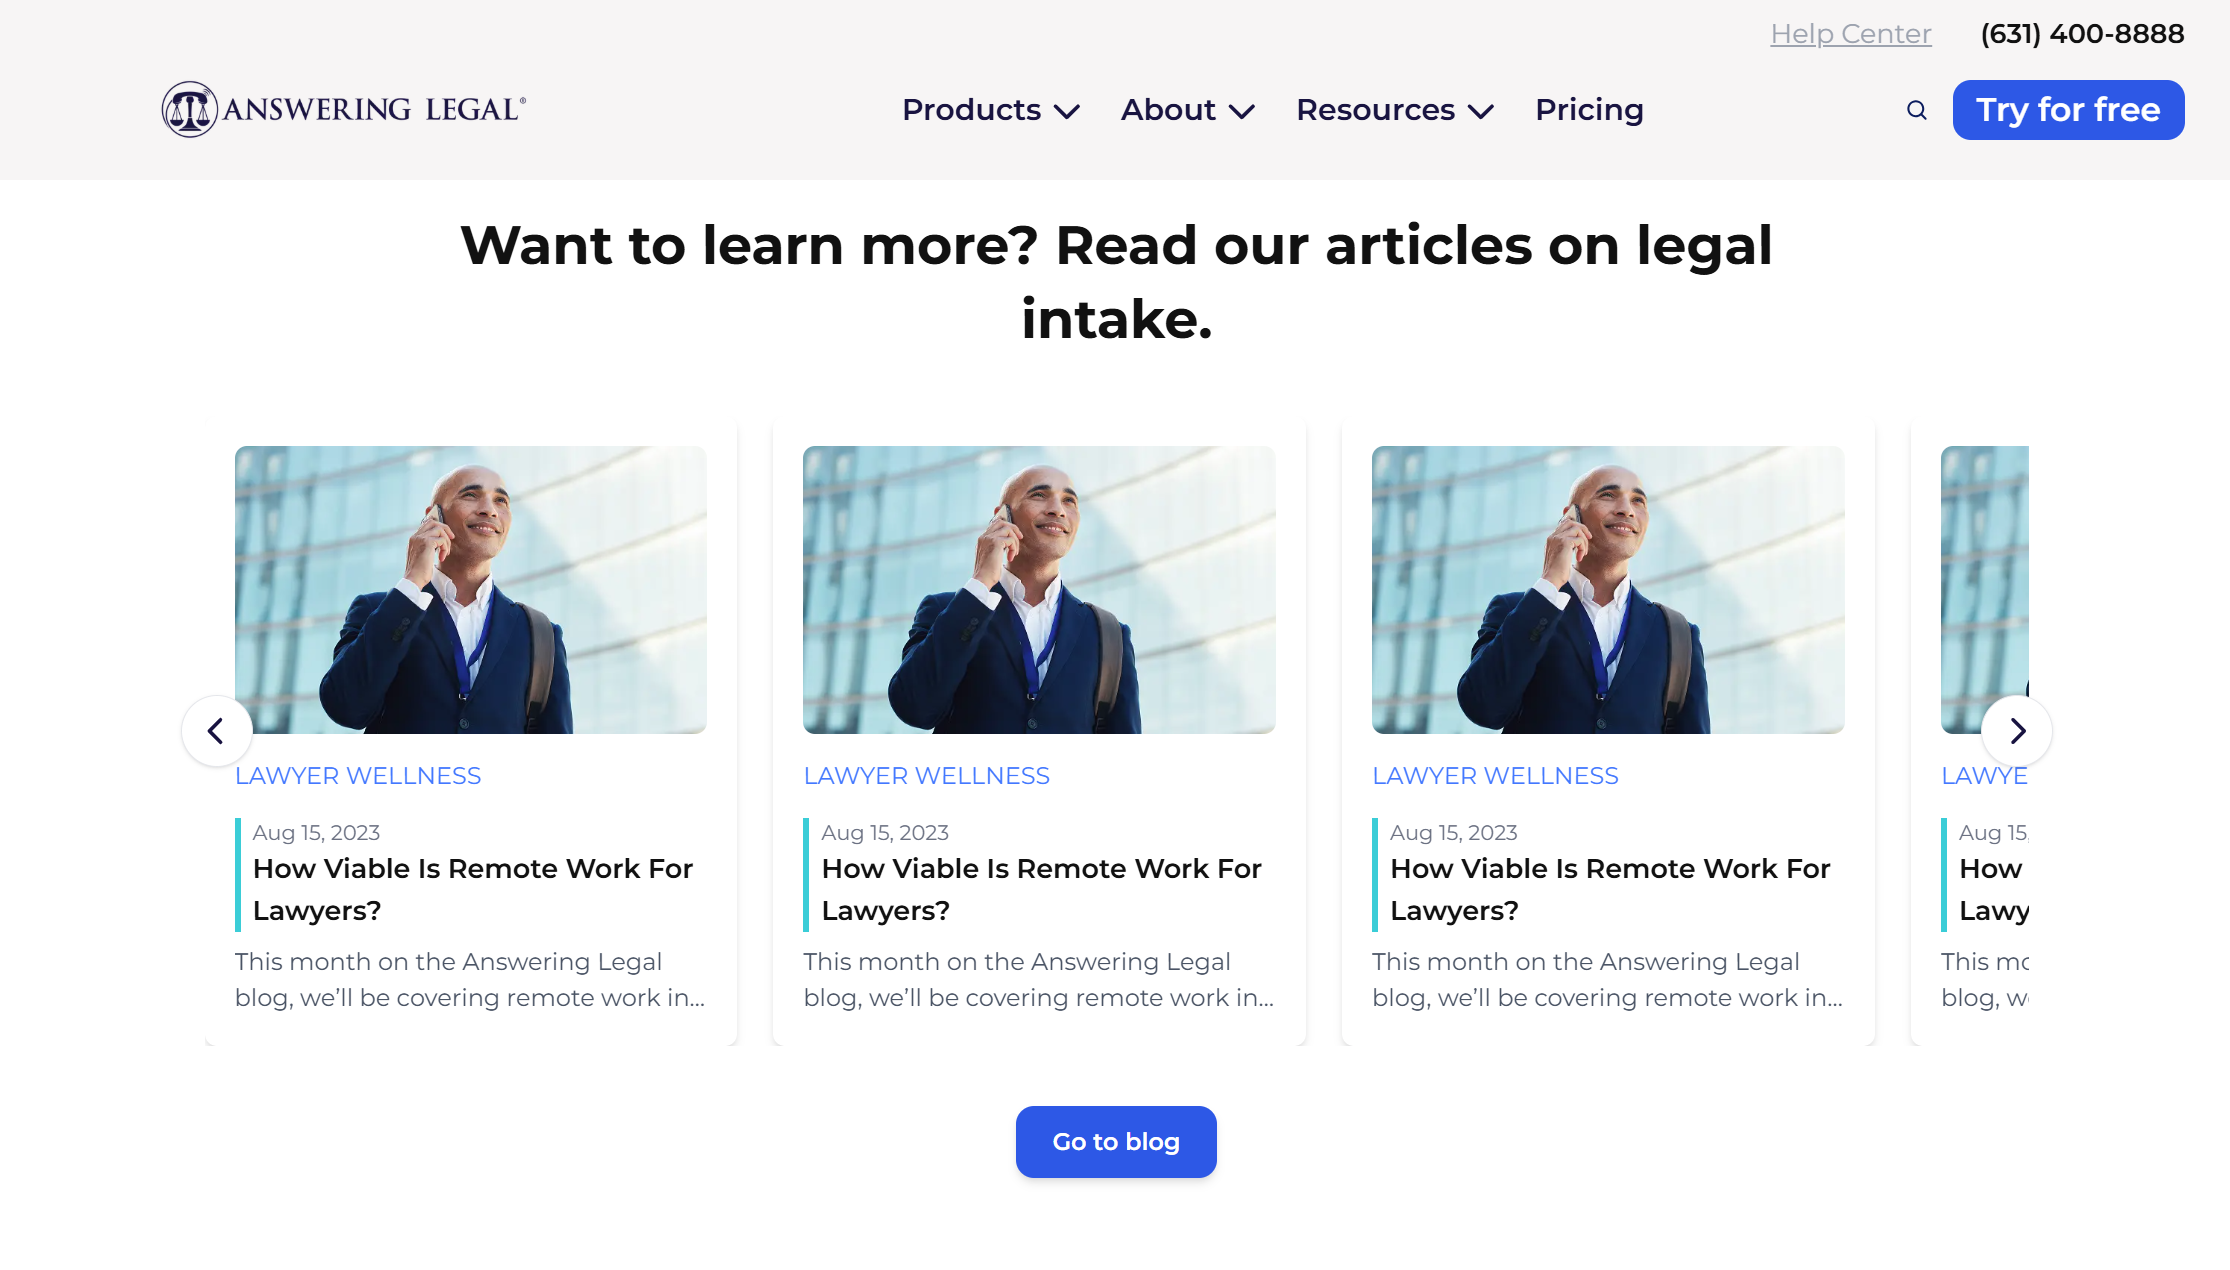 Help Center (631) 400-8888
ANSWERING LEGAL® Products About Resources Pricing Try for free
Want to learn more? Read our articles on legal
intake.
LAWYER WELLNESS
Aug 15, 2023
How Viable Is Remote Work For
Lawyers?
This month on the Answering Legal
blog, we’ll be covering remote work in...
LAWYER WELLNESS
Aug 15, 2023
How Viable Is Remote Work For
Lawyers?
This month on the Answering Legal
blog, we’ll be covering remote work in...
LAWYER WELLNESS
Aug 15, 2023
How Viable Is Remote Work For
Lawyers?
This month on the Answering Legal
blog, we’ll be covering remote work in...
LAWYE
Aug 15,
How
Lawy
This mo
blog, we
Go to blog